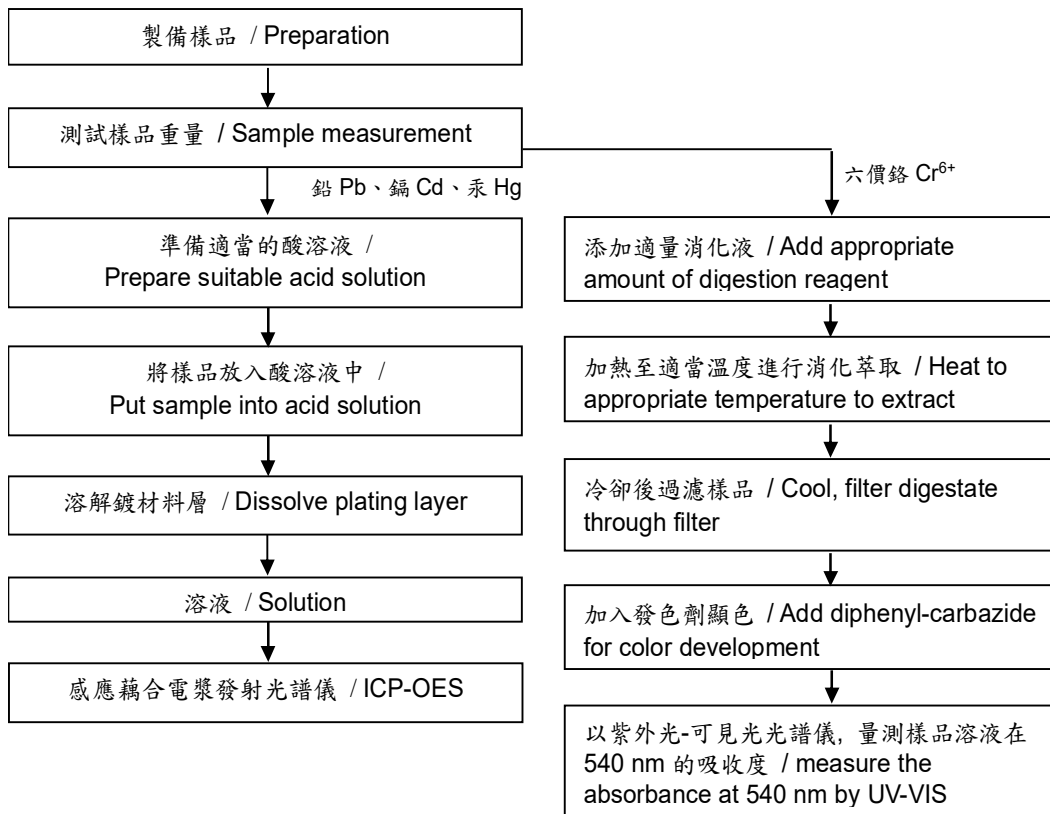 製備樣品 / Preparation
測試樣品重量 / Sample measurement
鉛 Pb、鎘 Cd、汞 Hg
準備適當的酸溶液 /
Prepare suitable acid solution
將樣品放入酸溶液中 /
Put sample into acid solution
溶解鍍材料層 / Dissolve plating layer
溶液 / Solution
感應藕合電漿發射光譜儀 / ICP-OES
六價鉻 Cr⁶⁺
添加適量消化液 / Add appropriate
amount of digestion reagent
加熱至適當溫度進行消化萃取 / Heat to
appropriate temperature to extract
冷卻後過濾樣品 / Cool, filter digestate
through filter
加入發色劑顯色 / Add diphenyl-carbazide
for color development
以紫外光-可見光光譜儀, 量測樣品溶液在
540 nm 的吸收度 / measure the
absorbance at 540 nm by UV-VIS